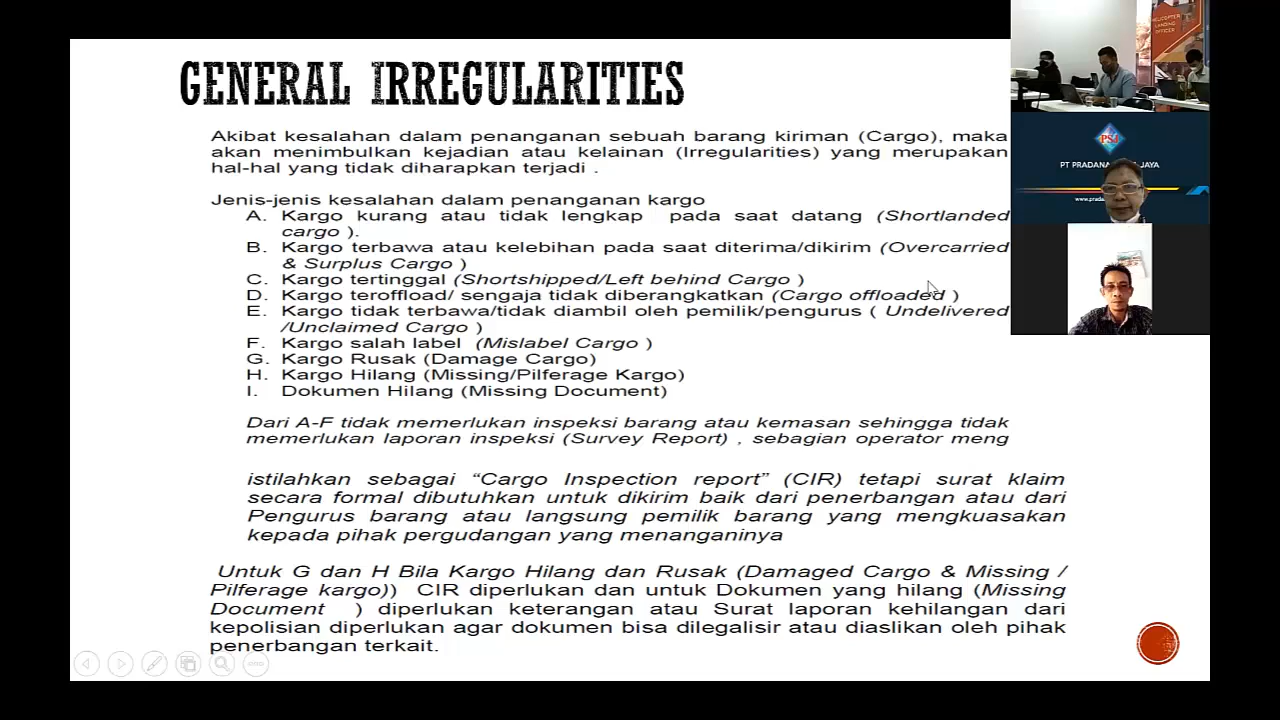 GENERAL IRREGULARITIES
Akibat kesalahan dalam penanganan sebuah barang kiriman (Cargo), maka
akan menimbulkan kejadian atau kelainan (Irregularities) yang merupakan
hal-hal yang tidak diharapkan terjadi .
Jenis-jenis kesalahan dalam penanganan kargo
A. Kargo kurang atau tidak lengkap pada saat datang (Shortlanded
cargo ).
B. Kargo terbawa atau kelebihan pada saat diterima/dikirim (Overcarried
& Surplus Cargo )
C. Kargo tertinggal (Shortshipped/Left behind Cargo )
D. Kargo teroffload/ sengaja tidak diberangkatkan (Cargo offloaded )
E. Kargo tidak terbawa/tidak diambil oleh pemilik/pengurus ( Undelivered
/Unclaimed Cargo )
F. Kargo salah label (Mislabel Cargo )
G. Kargo Rusak (Damage Cargo)
H. Kargo Hilang (Missing/Pilferage Kargo)
I. Dokumen Hilang (Missing Document)
Dari A-F tidak memerlukan inspeksi barang atau kemasan sehingga tidak
memerlukan laporan inspeksi (Survey Report) , sebagian operator meng
istilahkan sebagai “Cargo Inspection report” (CIR) tetapi surat klaim
secara formal dibutuhkan untuk dikirim baik dari penerbangan atau dari
Pengurus barang atau langsung pemilik barang yang mengkuasakan
kepada pihak pergudangan yang menanganinya
Untuk G dan H Bila Kargo Hilang dan Rusak (Damaged Cargo & Missing /
Pilferage kargo)) CIR diperlukan dan untuk Dokumen yang hilang (Missing
Document ) diperlukan keterangan atau Surat laporan kehilangan dari
kepolisian diperlukan agar dokumen bisa dilegalisir atau diaslikan oleh pihak
penerbangan terkait.
HELICOPTER
LANDING
OFFICER
PSJ
PT PRADANA JAYA
www.prada